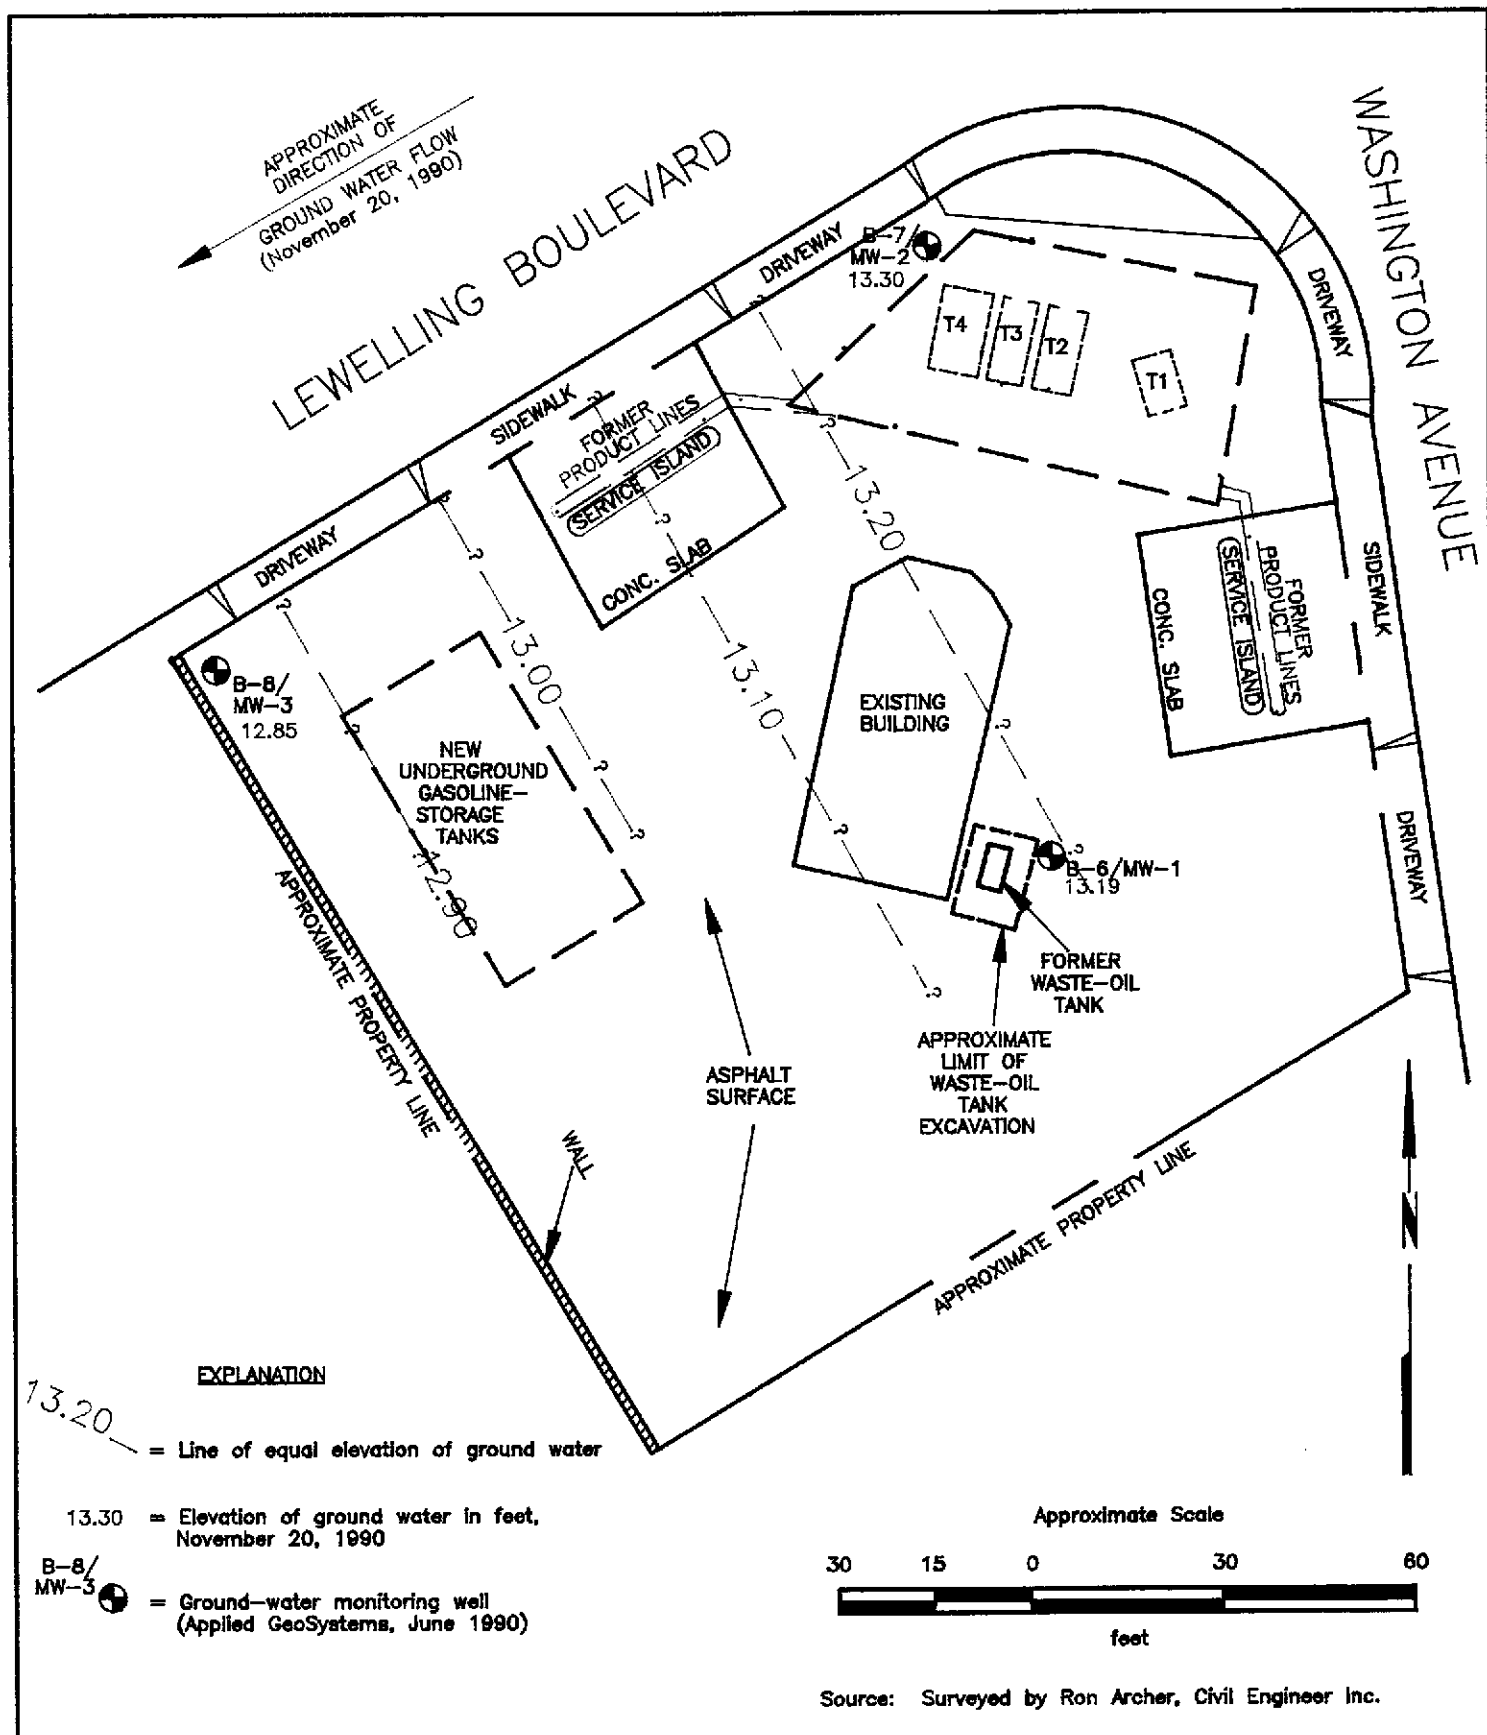 APPROXIMATE
DIRECTION OF
GROUND WATER FLOW
(November 20, 1990)
LEWELLING BOULEVARD
WASHINGTON AVENUE
DRIVEWAY
B-7/
MW-2
13.30
DRIVEWAY
T4
T3
T2
T1
SIDEWALK
FORMER
PRODUCT LINES
SERVICE ISLAND
CONC. SLAB
13.20
DRIVEWAY
B-8/
MW-3
12.85
13.00
13.10
12.90
NEW
UNDERGROUND
GASOLINE-
STORAGE
TANKS
EXISTING
BUILDING
SIDEWALK
FORMER
PRODUCT LINES
SERVICE ISLAND
CONC. SLAB
DRIVEWAY
B-6/MW-1
13.19
FORMER
WASTE-OIL
TANK
APPROXIMATE
LIMIT OF
WASTE-OIL
TANK
EXCAVATION
ASPHALT
SURFACE
APPROXIMATE PROPERTY LINE
WALL
APPROXIMATE PROPERTY LINE
N
EXPLANATION
13.20 = Line of equal elevation of ground water
13.30 = Elevation of ground water in feet,
November 20, 1990
B-8/
MW-3 = Ground-water monitoring well
(Applied GeoSystems, June 1990)
Approximate Scale
30 15 0 30 60
feet
Source: Surveyed by Ron Archer, Civil Engineer Inc.